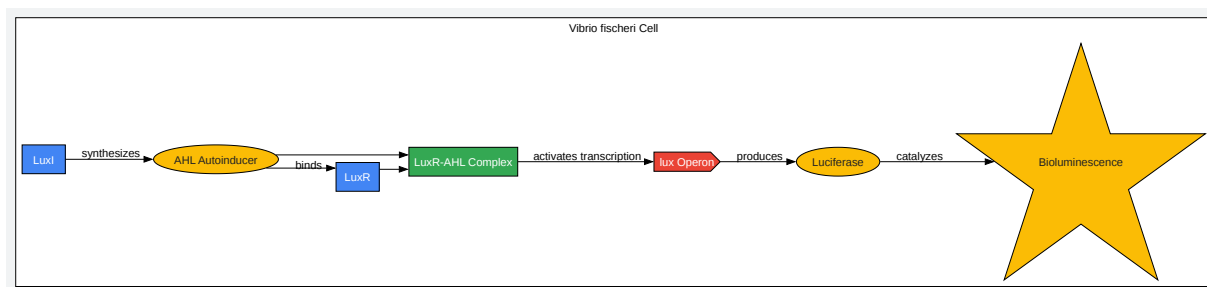 Vibrio fischeri Cell
LuxI
synthesizes
AHL Autoinducer
binds
LuxR
LuxR-AHL Complex
activates transcription
lux Operon
produces
Luciferase
catalyzes
Bioluminescence